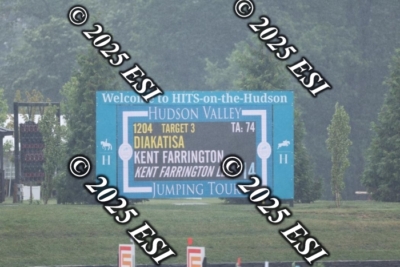 © 2025 ESI
© 2025 ESI
Welcome to HITS-on-the-Hudson
HUDSON VALLEY
1204 TARGET 3 TA: 74
DIAKATISA
KENT FARRINGTON
KENT FARRINGTON 4
H H
JUMPING TOUR
© 2025 ESI
© 2025 ESI